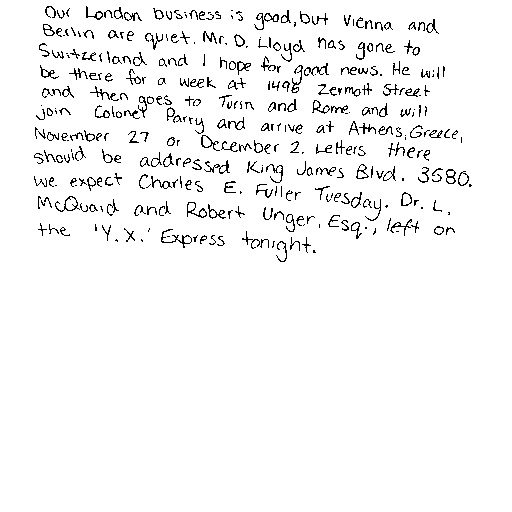 Our London business is good, but Vienna and
Berlin are quiet. Mr. D. Lloyd has gone to
Switzerland and I hope for good news. He will
be there for a week at 1496 Zermott Street
and then goes to Turin and Rome and will
join Colonel Parry and arrive at Athens, Greece,
November 27 or December 2. Letters there
should be addressed King James Blvd. 3580.
We expect Charles E. Fuller Tuesday. Dr. L.
McQuaid and Robert Unger, Esq., left on
the 'Y.X.' Express tonight.